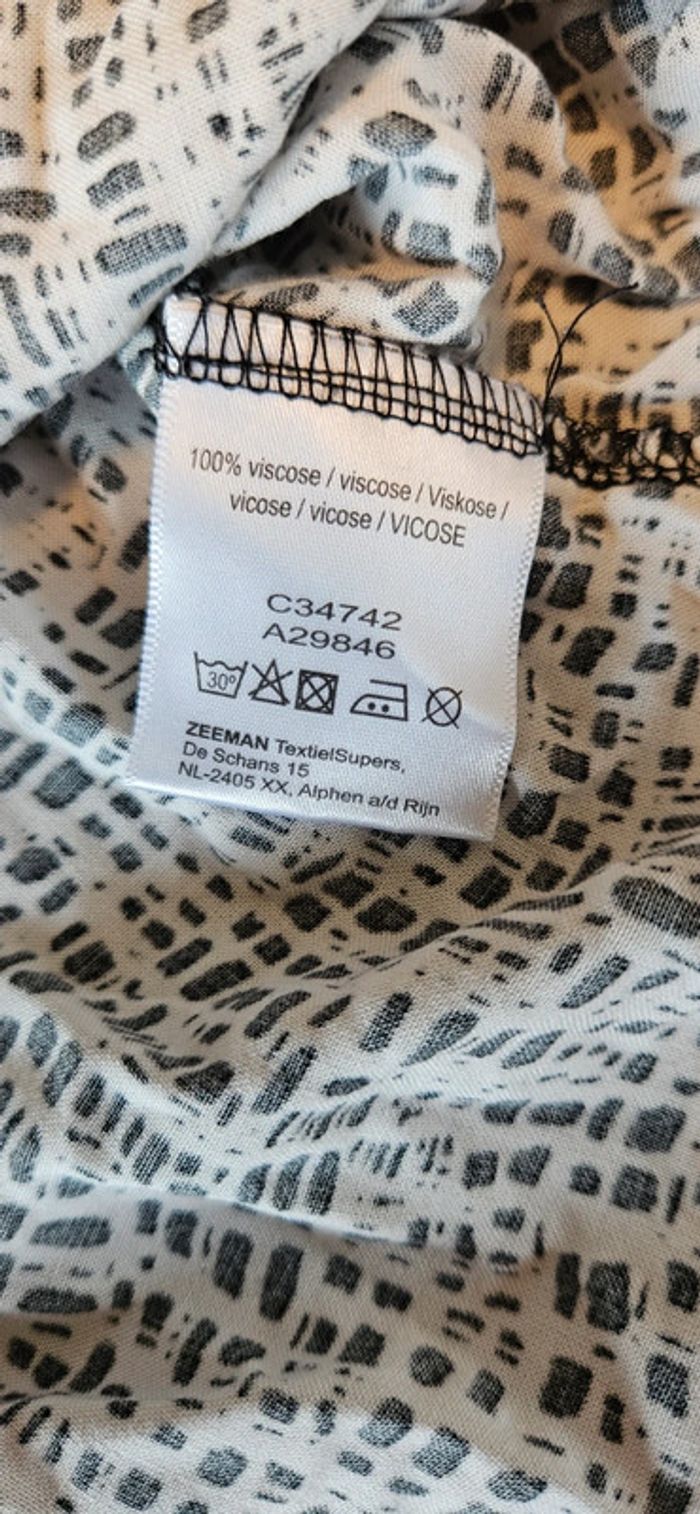 100% viscose / viscose / Viskose /
vicose / vicose / VICOSE
C34742
A29846
30°
ZEEMAN TextielSupers,
De Schans 15
NL-2405 XX, Alphen a/d Rijn